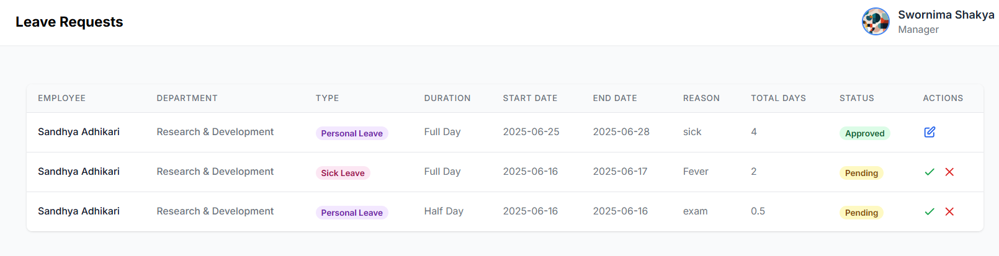 Leave Requests
Swornima Shakya
Manager
EMPLOYEE DEPARTMENT TYPE DURATION START DATE END DATE REASON TOTAL DAYS STATUS ACTIONS
Sandhya Adhikari Research & Development Personal Leave Full Day 2025-06-25 2025-06-28 sick 4 Approved
Sandhya Adhikari Research & Development Sick Leave Full Day 2025-06-16 2025-06-17 Fever 2 Pending
Sandhya Adhikari Research & Development Personal Leave Half Day 2025-06-16 2025-06-16 exam 0.5 Pending